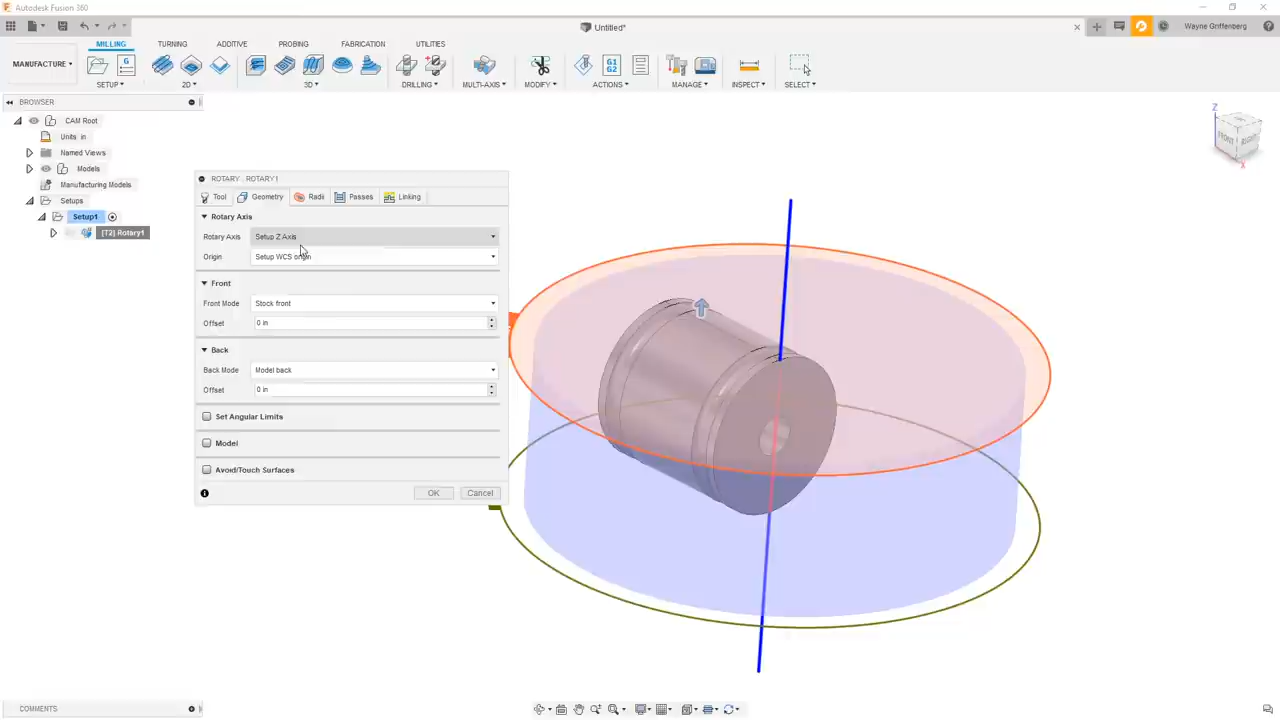 Autodesk Fusion 360
Untitled*
Wayne Griffenberg
MILLING TURNING ADDITIVE PROBING FABRICATION UTILITIES
MANUFACTURE
SETUP 2D 3D DRILLING MULTI-AXIS MODIFY ACTIONS MANAGE INSPECT SELECT
G
G1
G2
BROWSER
CAM Root
Units in
Named Views
Models
Manufacturing Models
Setups
Setup1
[T2] Rotary1
ROTARY : ROTARY1
Tool Geometry Radii Passes Linking
Rotary Axis
Rotary Axis Setup Z Axis
Origin Setup WCS origin
Front
Front Mode Stock front
Offset 0 in
Back
Back Mode Model back
Offset 0 in
Set Angular Limits
Model
Avoid/Touch Surfaces
OK Cancel
Z
FRONT RIGHT
X
COMMENTS